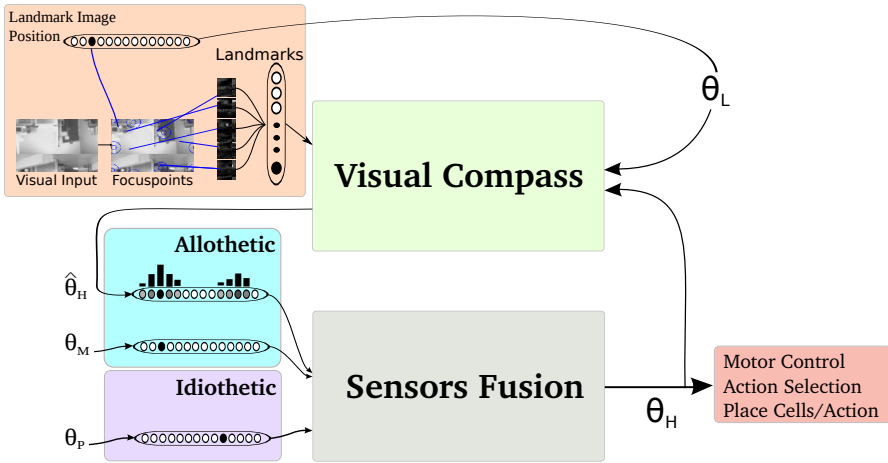 Landmark Image
Position
Landmarks
Visual Input
Focuspoints
θL
Visual Compass
Allothetic
θ̂H
θM
Idiothetic
θP
Sensors Fusion
θH
Motor Control
Action Selection
Place Cells/Action